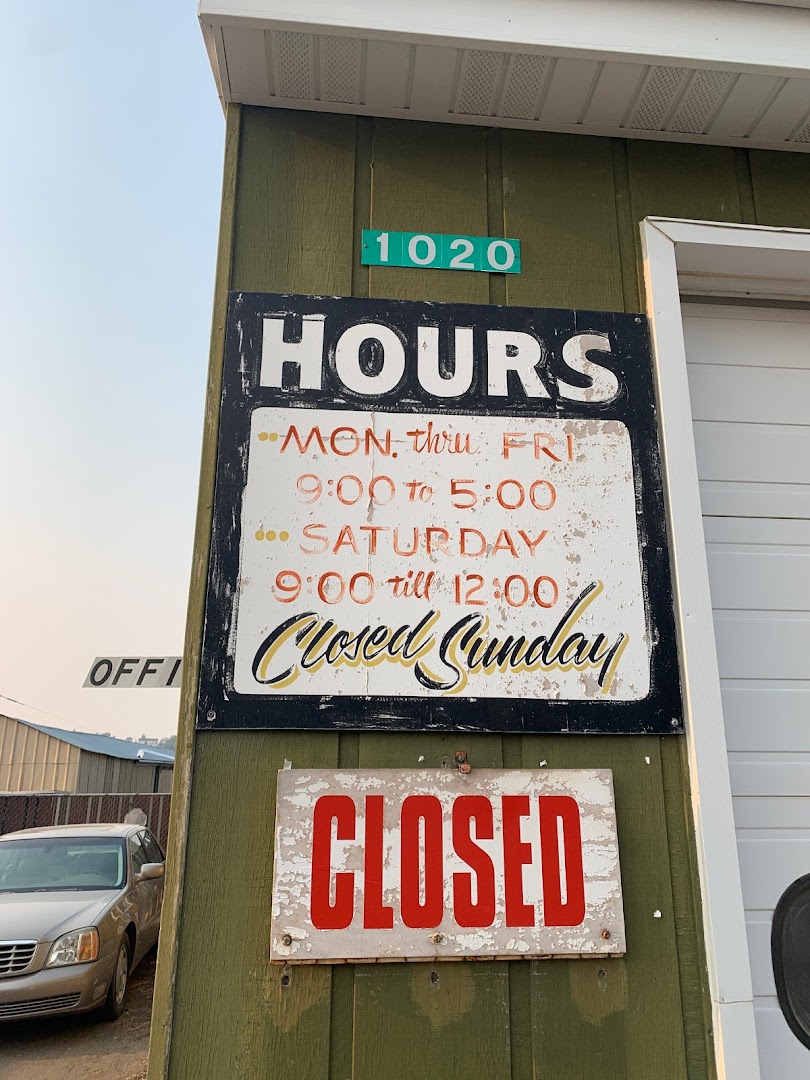 1020
HOURS
MON. thru FRI
9:00 to 5:00
SATURDAY
9:00 till 12:00
Closed Sunday
OFFI
CLOSED